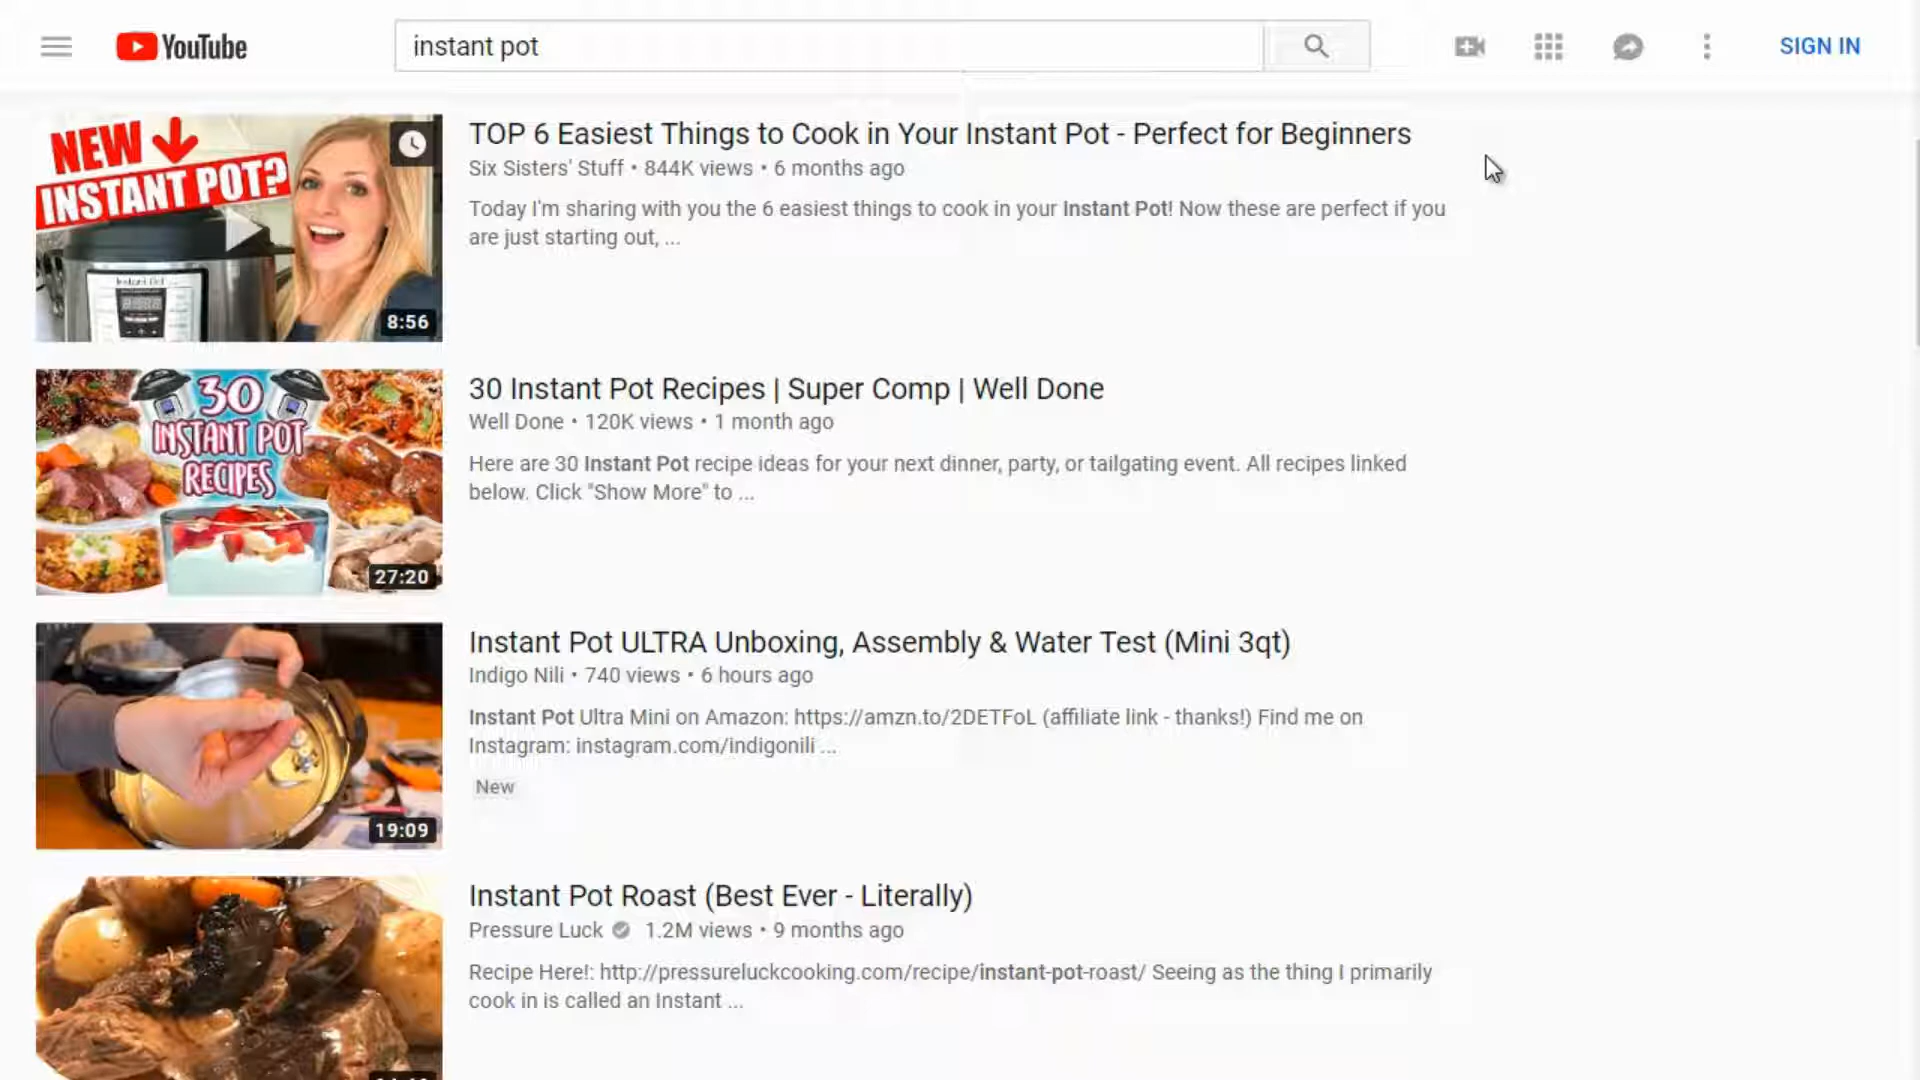 YouTube
instant pot
SIGN IN
NEW
INSTANT POT?
Instant Pot
8:56
TOP 6 Easiest Things to Cook in Your Instant Pot - Perfect for Beginners
Six Sisters' Stuff • 844K views • 6 months ago
Today I'm sharing with you the 6 easiest things to cook in your Instant Pot! Now these are perfect if you
are just starting out, ...
30
INSTANT POT
RECIPES
27:20
30 Instant Pot Recipes | Super Comp | Well Done
Well Done • 120K views • 1 month ago
Here are 30 Instant Pot recipe ideas for your next dinner, party, or tailgating event. All recipes linked
below. Click "Show More" to ...
19:09
Instant Pot ULTRA Unboxing, Assembly & Water Test (Mini 3qt)
Indigo Nili • 740 views • 6 hours ago
Instant Pot Ultra Mini on Amazon: https://amzn.to/2DETFoL (affiliate link - thanks!) Find me on
Instagram: instagram.com/indigonili ...
New
Instant Pot Roast (Best Ever - Literally)
Pressure Luck 1.2M views • 9 months ago
Recipe Here!: http://pressureluckcooking.com/recipe/instant-pot-roast/ Seeing as the thing I primarily
cook in is called an Instant ...